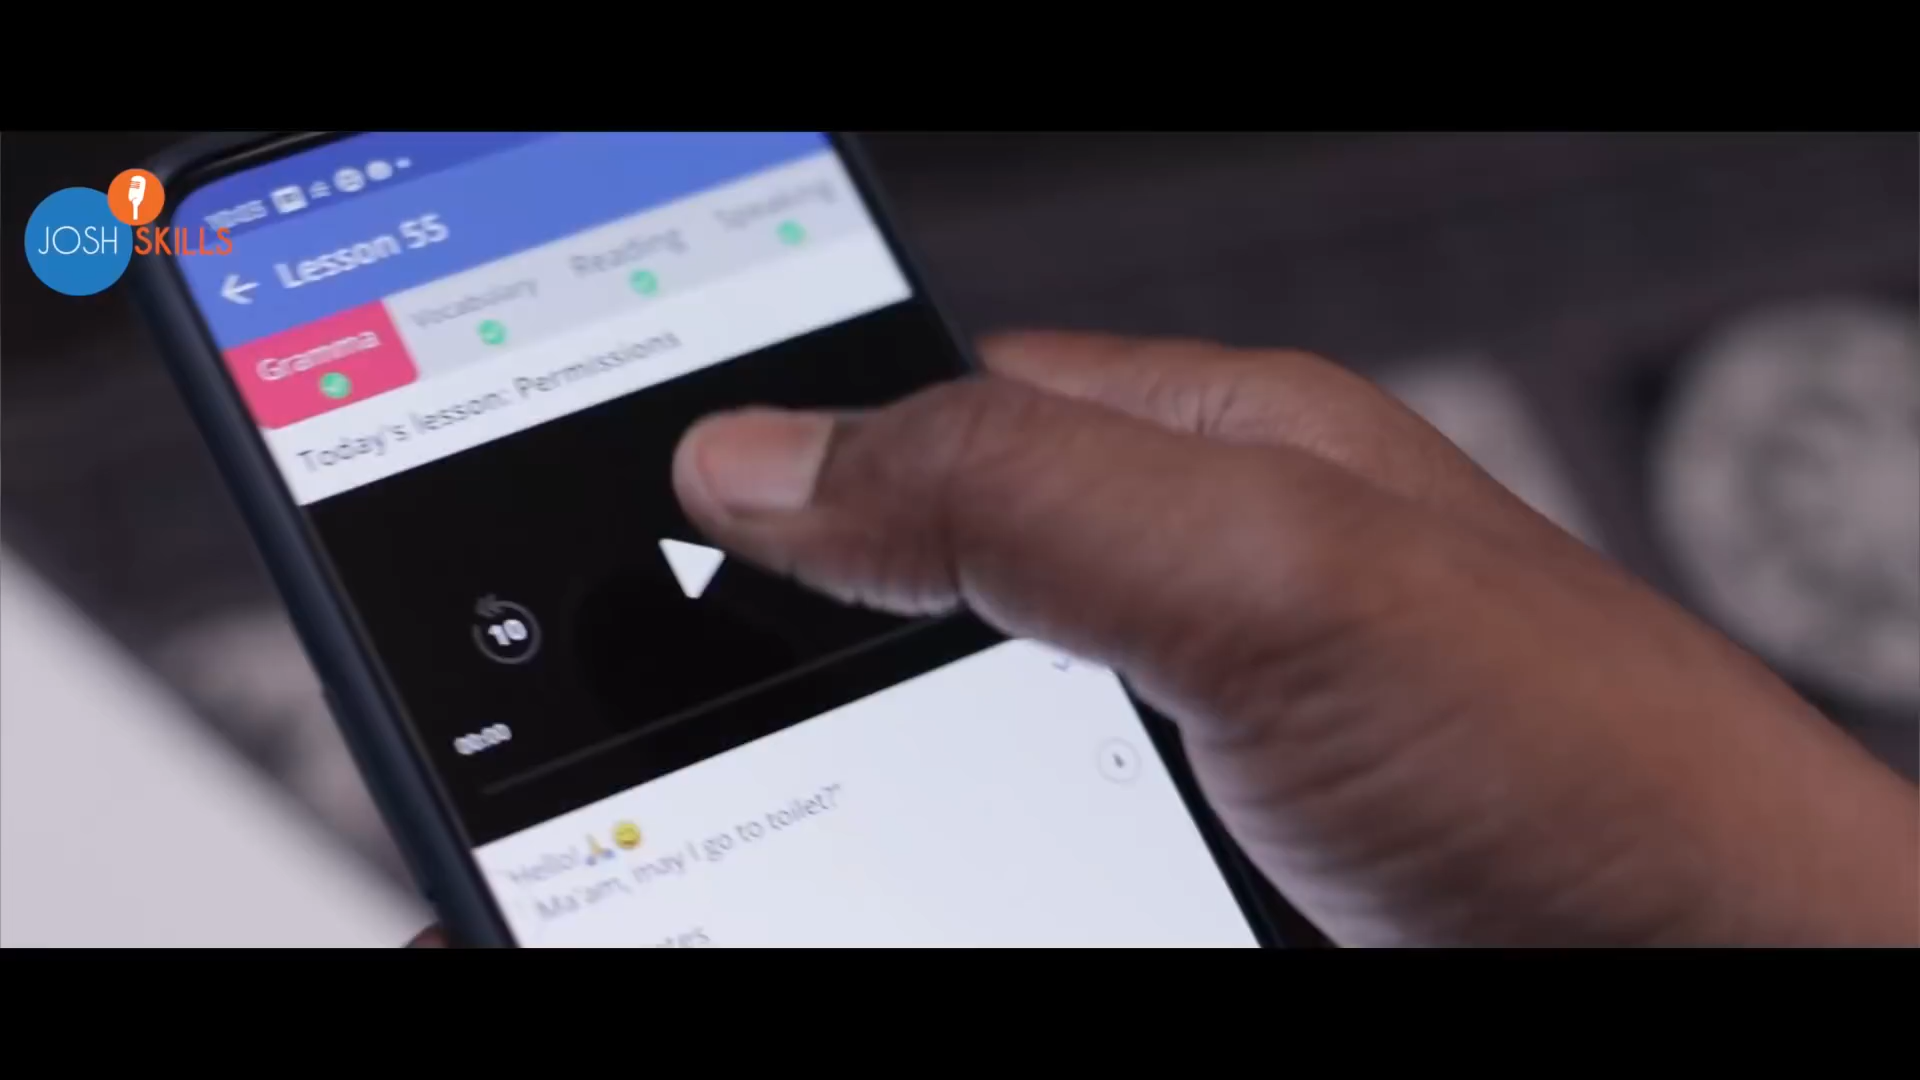 JOSH SKILLS
Lesson 55
Gramma
Vocabulary
Reading
Speaking
Today's lesson: Permissions
10
00:00
Hello!🙏😄
Ma'am, may I go to toilet?"